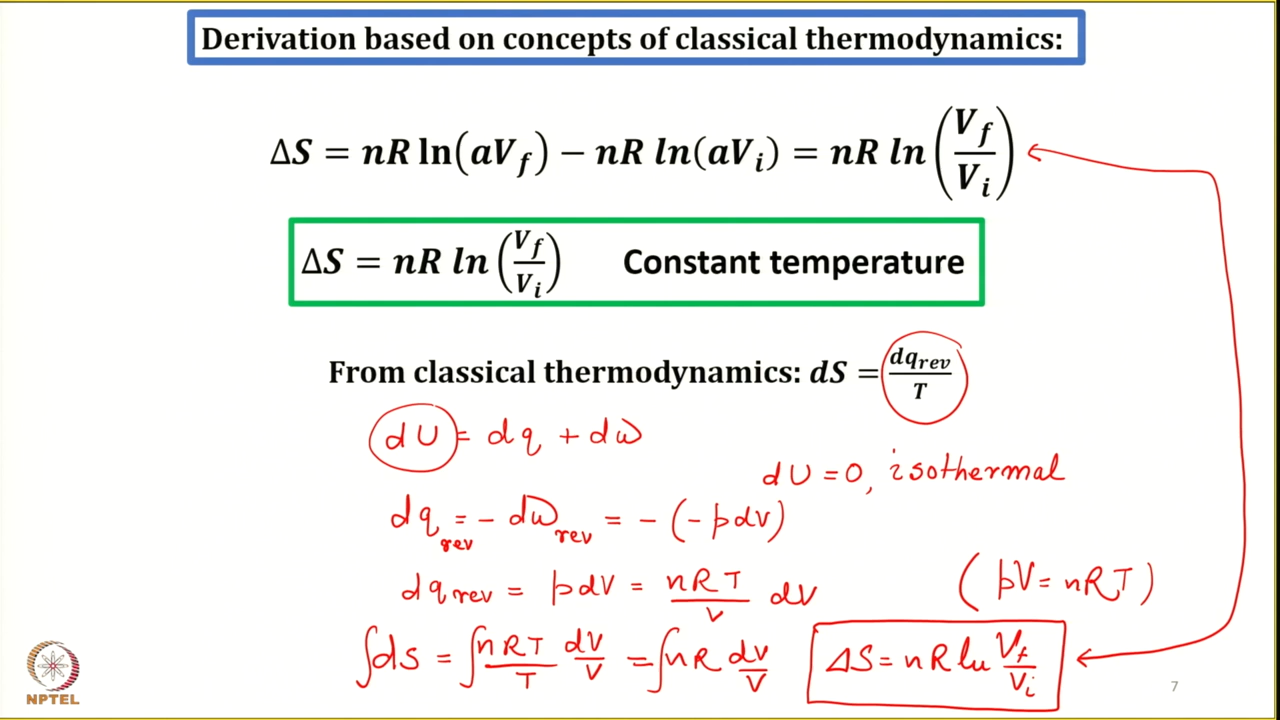 Derivation based on concepts of classical thermodynamics:
ΔS = nR ln(aV_f) − nR ln(aV_i) = nR ln(V_f/V_i)
ΔS = nR ln(V_f/V_i) Constant temperature
From classical thermodynamics: dS = dq_rev/T
dU = dq + dw
dU = 0, isothermal
dq_rev = − dw_rev = − (− pdV)
dq_rev = pdV = nRT/V dV (pV = nRT)
∫dS = ∫nRT/T dV/V = ∫nR dV/V ΔS = nR ln V_f/V_i
NPTEL
7